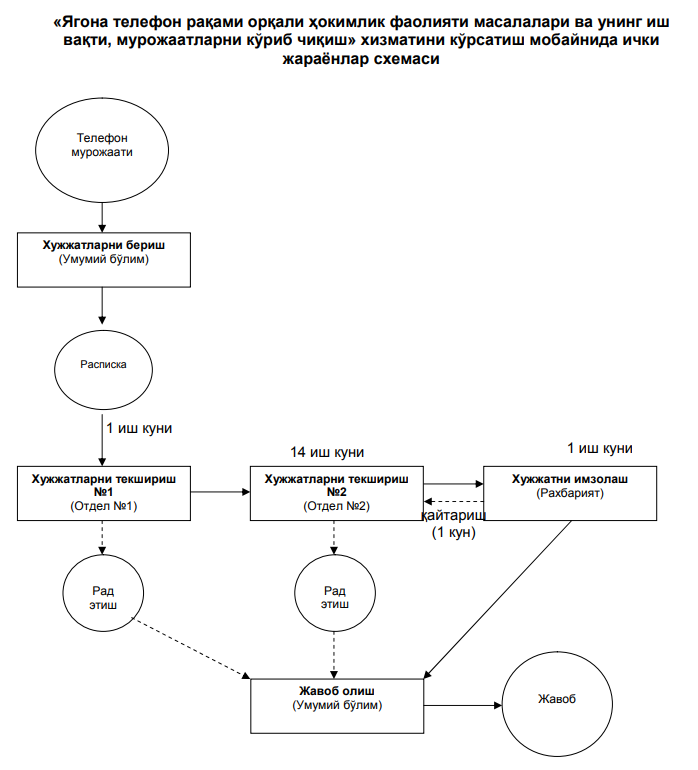 «Ягона телефон рақами орқали ҳокимлик фаолияти масалалари ва унинг иш
вақти, мурожаатларни кўриб чиқиш» хизматини кўрсатиш мобайнида ички
жараёнлар схемаси
Телефон
мурожаати
Хужжатларни бериш
(Умумий бўлим)
Расписка
1 иш куни
14 иш куни
1 иш куни
Хужжатларни текшириш
№1
(Отдел №1)
Хужжатларни текшириш
№2
(Отдел №2)
Хужжатни имзолаш
(Рахбарият)
қайтариш
(1 кун)
Рад
этиш
Рад
этиш
Жавоб олиш
(Умумий бўлим)
Жавоб